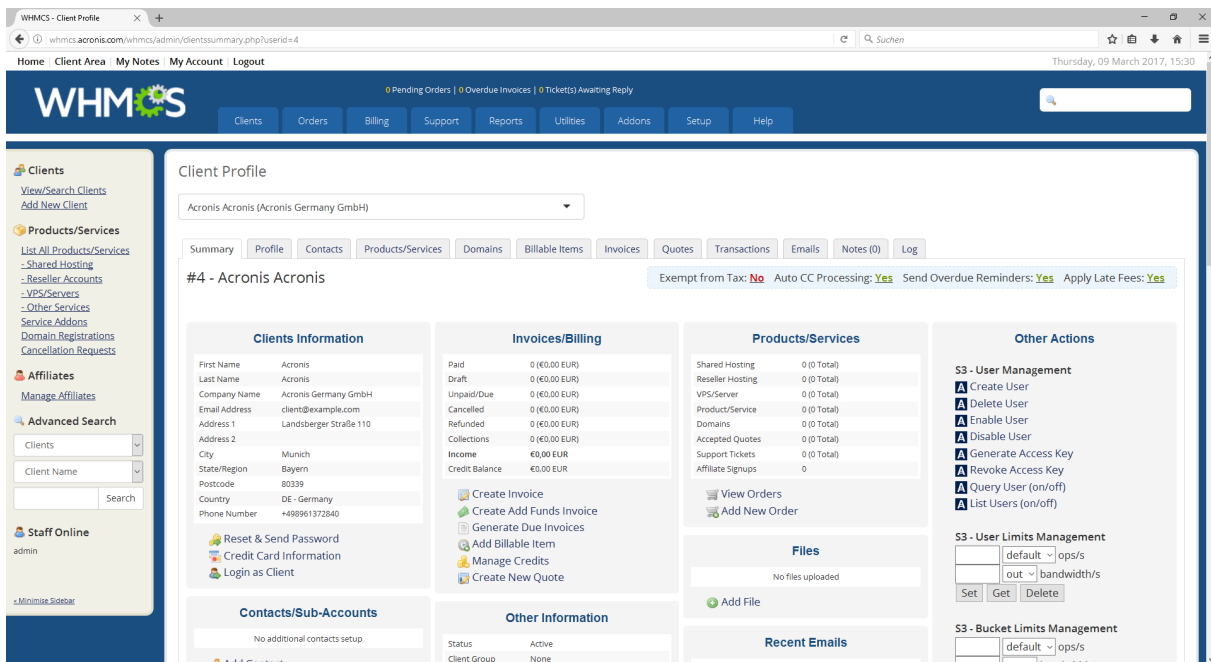 WHMCS - Client Profile
whmcs.acronis.com/whmcs/admin/clientssummary.php?userid=4
Suchen
Home Client Area My Notes My Account Logout
Thursday, 09 March 2017, 15:30
WHMCS
0 Pending Orders | 0 Overdue Invoices | 0 Ticket(s) Awaiting Reply
Clients Orders Billing Support Reports Utilities Addons Setup Help
Clients
View/Search Clients
Add New Client
Products/Services
List All Products/Services
- Shared Hosting
- Reseller Accounts
- VPS/Servers
- Other Services
Service Addons
Domain Registrations
Cancellation Requests
Affiliates
Manage Affiliates
Advanced Search
Clients
Client Name
Search
Staff Online
admin
« Minimise Sidebar
Client Profile
Acronis Acronis (Acronis Germany GmbH)
Summary Profile Contacts Products/Services Domains Billable Items Invoices Quotes Transactions Emails Notes (0) Log
#4 - Acronis Acronis
Exempt from Tax: No Auto CC Processing: Yes Send Overdue Reminders: Yes Apply Late Fees: Yes
Clients Information
First Name Acronis
Last Name Acronis
Company Name Acronis Germany GmbH
Email Address client@example.com
Address 1 Landsberger Straße 110
Address 2
City Munich
State/Region Bayern
Postcode 80339
Country DE - Germany
Phone Number +498961372840
Reset & Send Password
Credit Card Information
Login as Client
Contacts/Sub-Accounts
No additional contacts setup
Add Contact
Invoices/Billing
Paid 0 (€0,00 EUR)
Draft 0 (€0,00 EUR)
Unpaid/Due 0 (€0,00 EUR)
Cancelled 0 (€0,00 EUR)
Refunded 0 (€0,00 EUR)
Collections 0 (€0,00 EUR)
Income €0,00 EUR
Credit Balance €0,00 EUR
Create Invoice
Create Add Funds Invoice
Generate Due Invoices
Add Billable Item
Manage Credits
Create New Quote
Other Information
Status Active
Client Group None
Products/Services
Shared Hosting 0 (0 Total)
Reseller Hosting 0 (0 Total)
VPS/Server 0 (0 Total)
Product/Service 0 (0 Total)
Domains 0 (0 Total)
Accepted Quotes 0 (0 Total)
Support Tickets 0 (0 Total)
Affiliate Signups 0
View Orders
Add New Order
Files
No files uploaded
Add File
Recent Emails
Other Actions
S3 - User Management
A Create User
A Delete User
A Enable User
A Disable User
A Generate Access Key
A Revoke Access Key
A Query User (on/off)
A List Users (on/off)
S3 - User Limits Management
default ops/s
out bandwidth/s
Set Get Delete
S3 - Bucket Limits Management
default ops/s